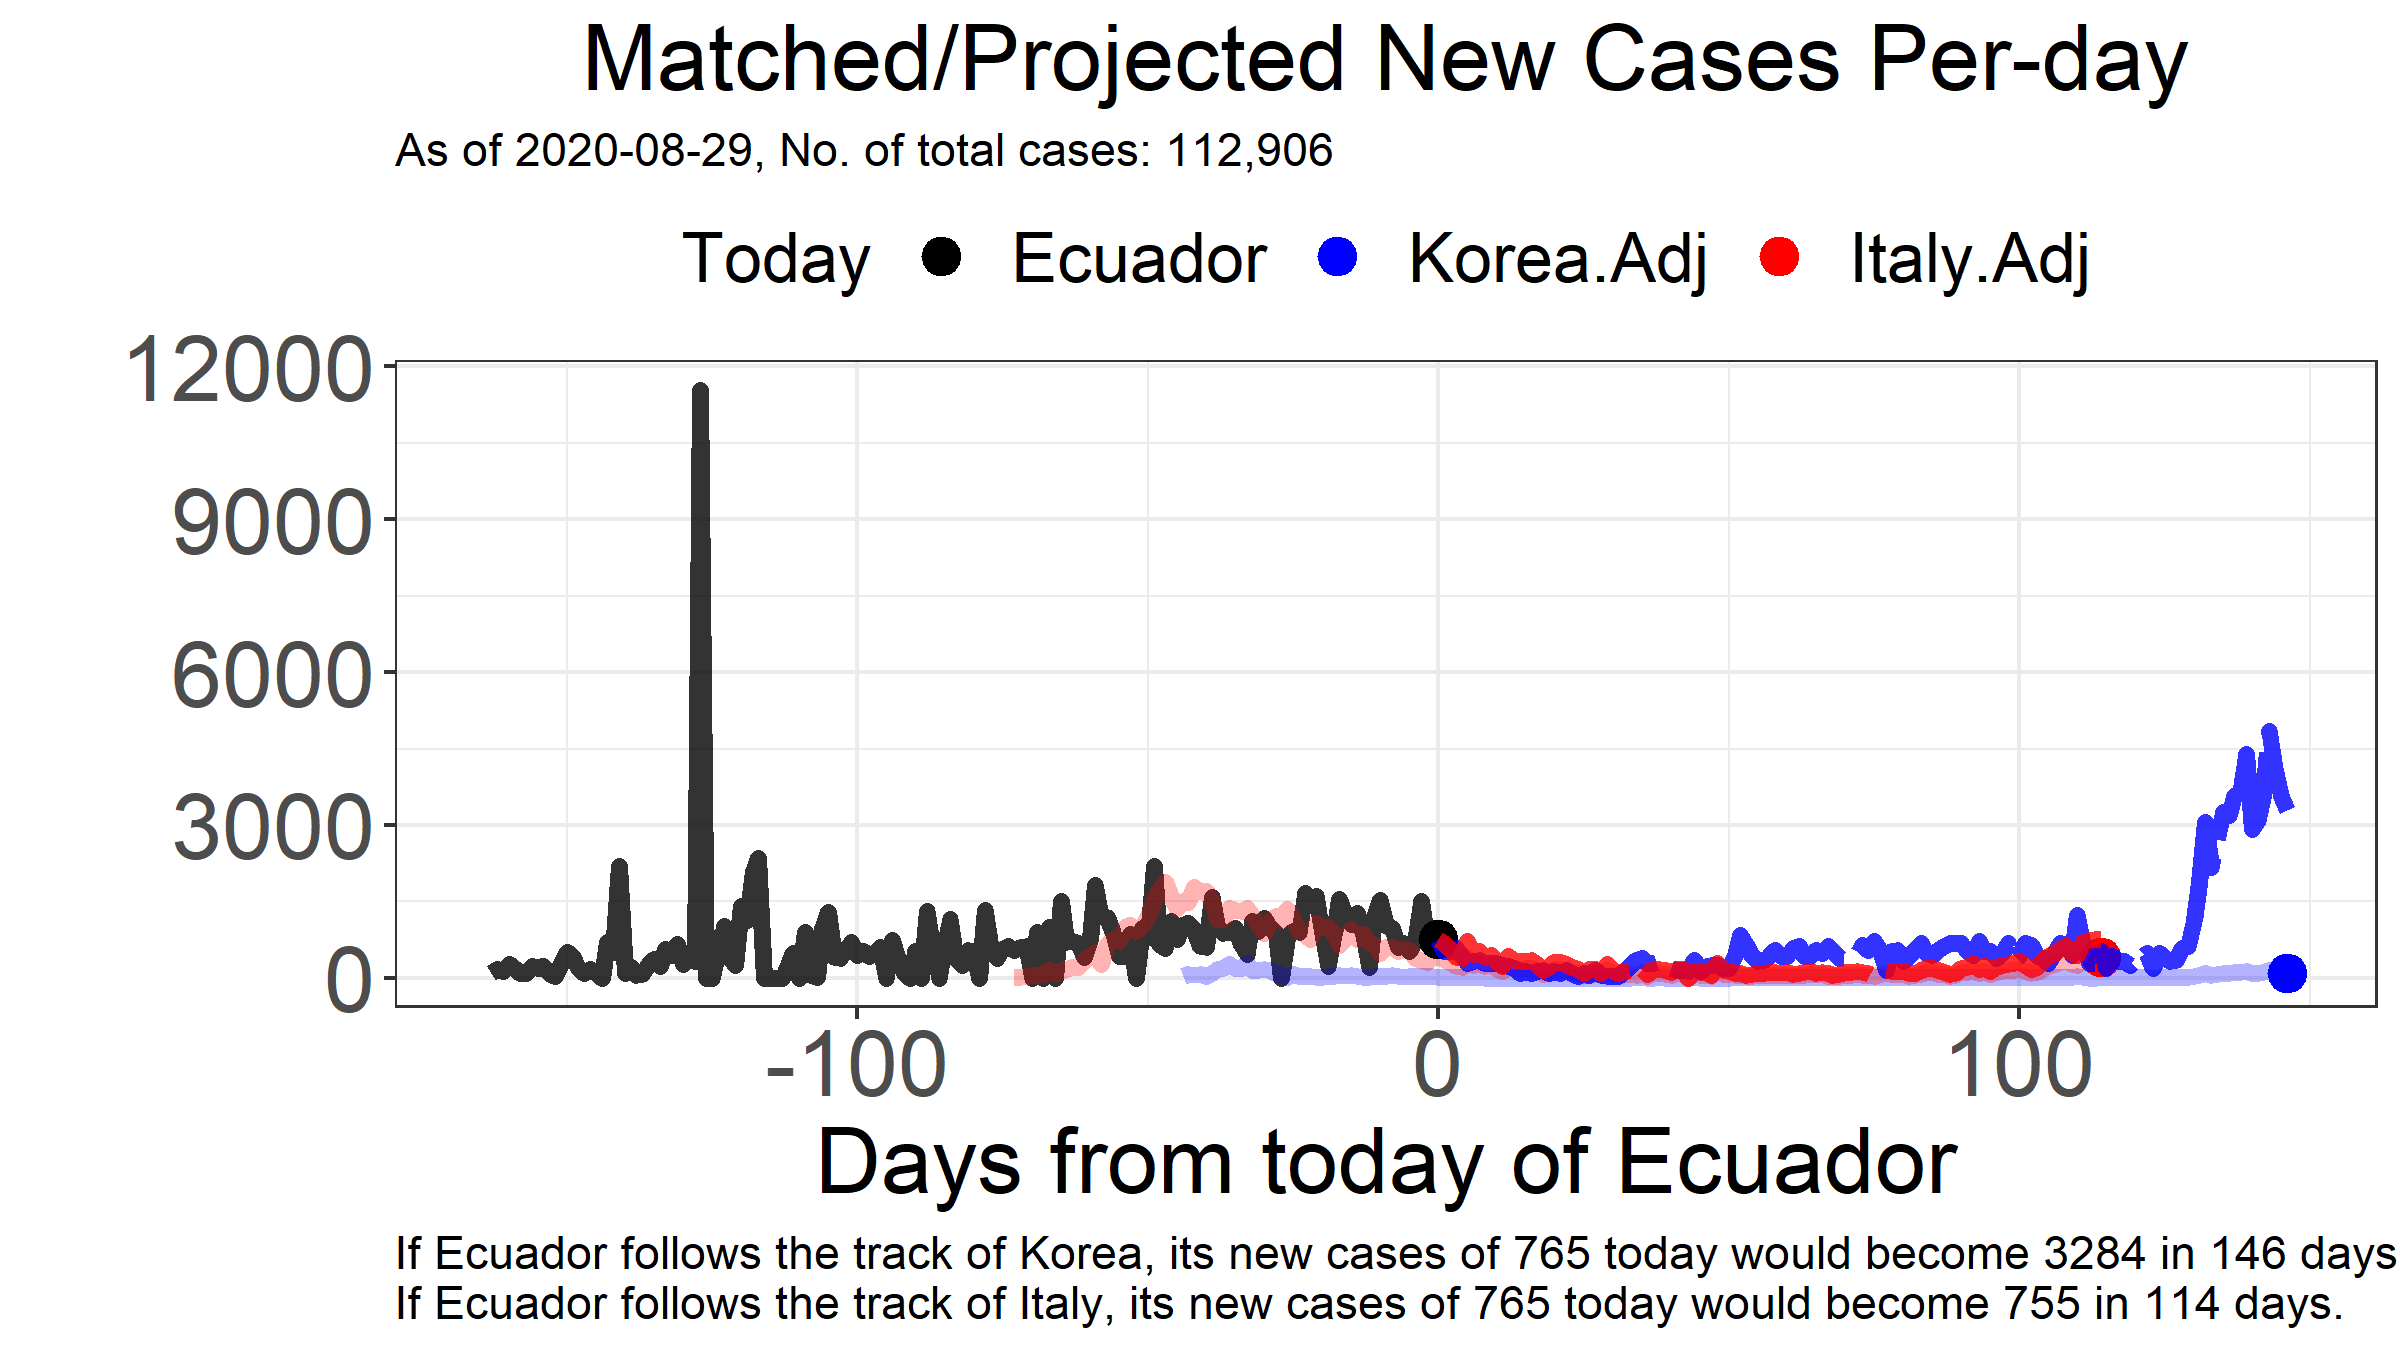 Matched/Projected New Cases Per-day
As of 2020-08-29, No. of total cases: 112,906
Today Ecuador Korea.Adj Italy.Adj
12000
9000
6000
3000
0
-100 0 100
Days from today of Ecuador
If Ecuador follows the track of Korea, its new cases of 765 today would become 3284 in 146 days
If Ecuador follows the track of Italy, its new cases of 765 today would become 755 in 114 days.